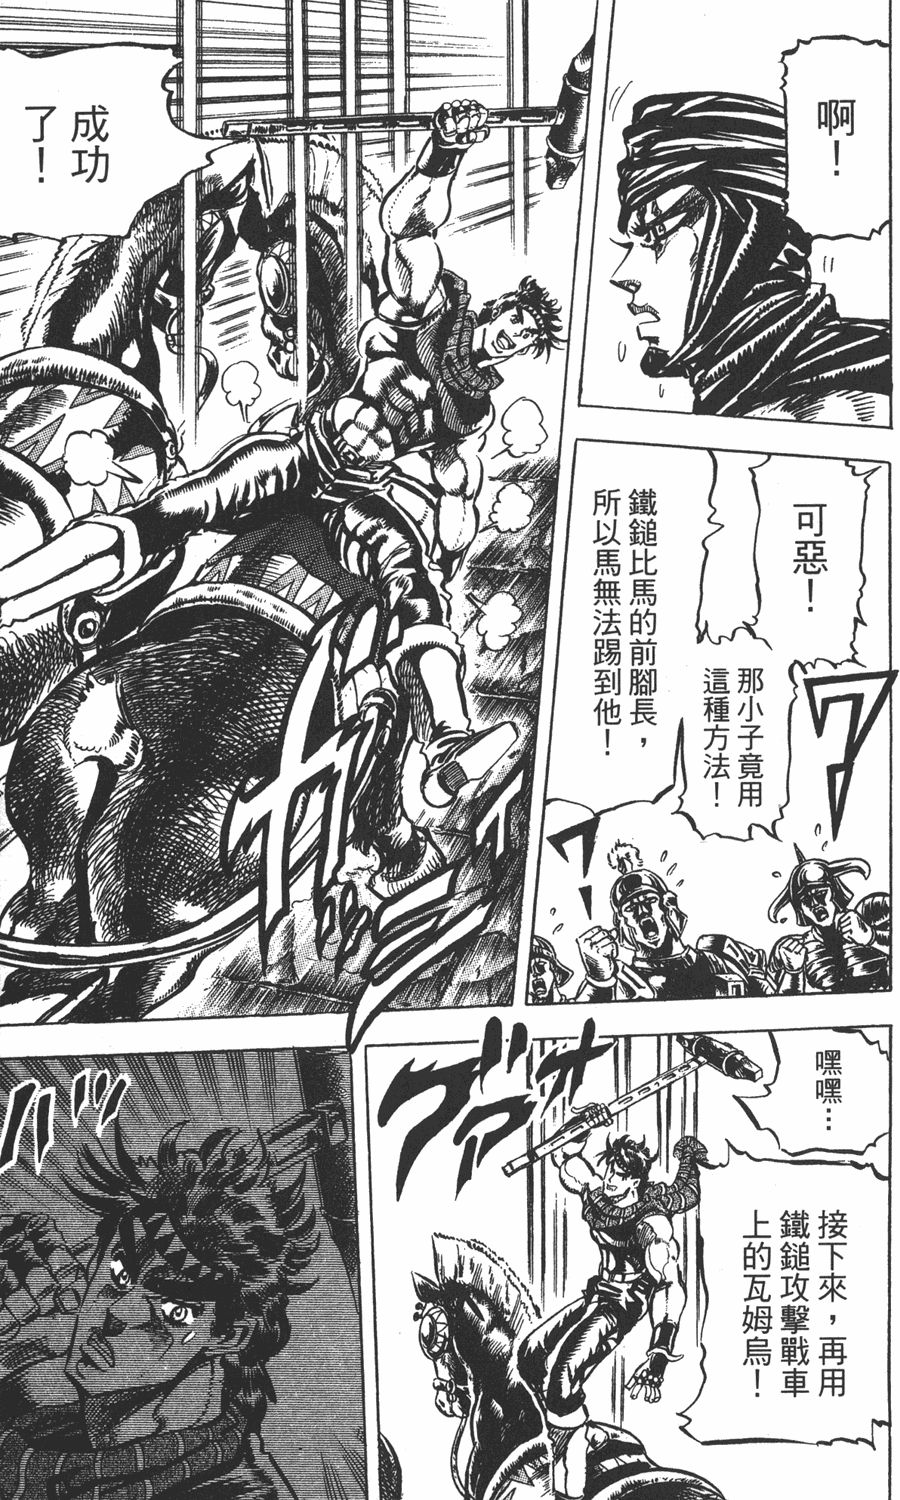 啊！
成功
了！
可惡！
那小子竟用
這種方法！
鐵鎚比馬的前腳長，
所以馬無法踢到他！
嘿嘿…
接下來，再用
鐵鎚攻擊戰車
上的瓦姆烏！